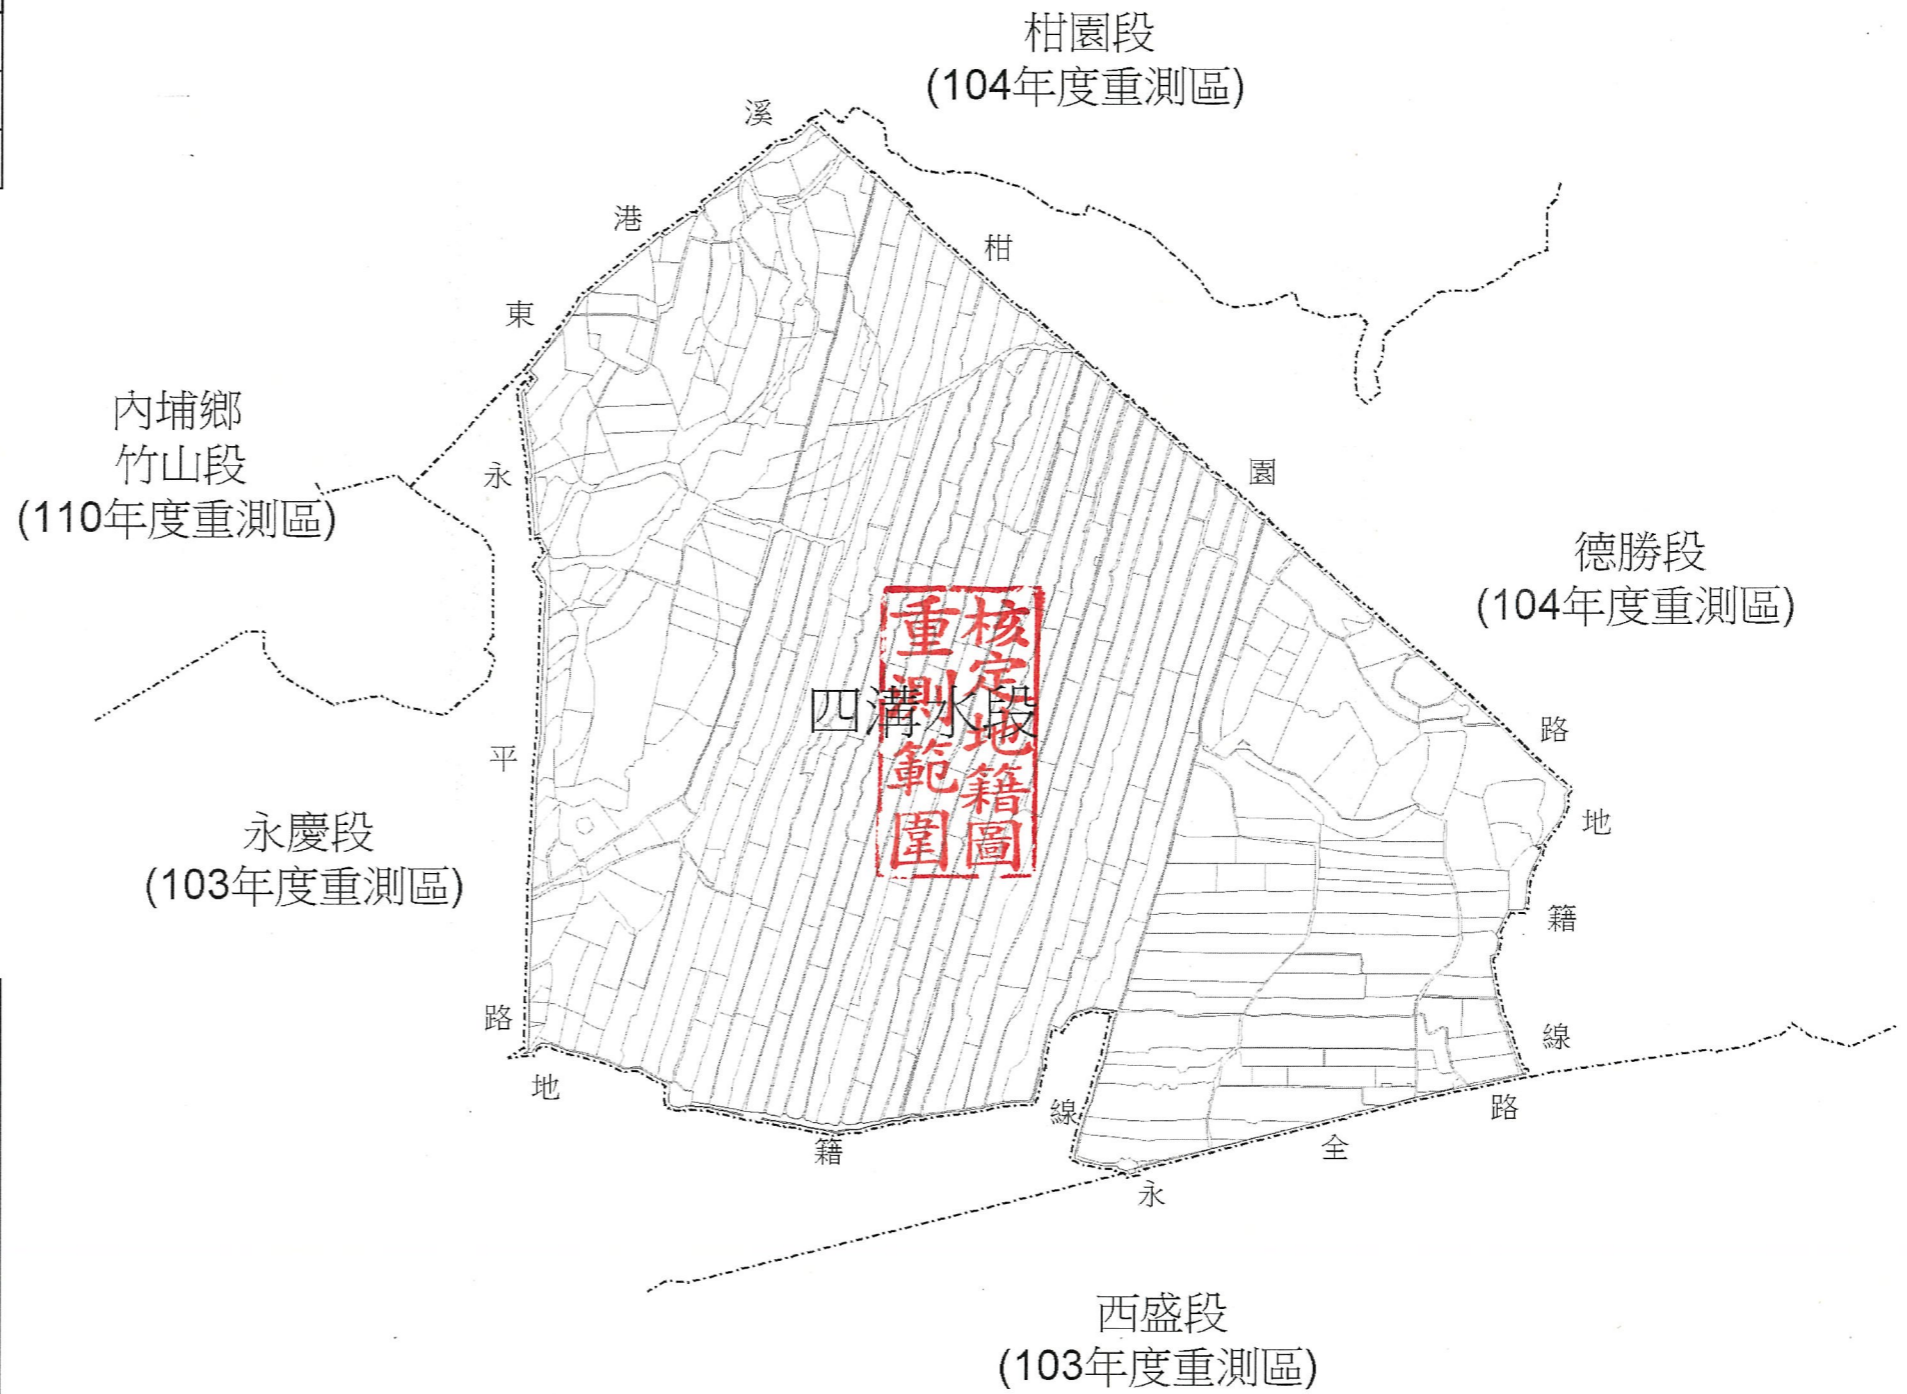 柑園段
(104年度重測區)
東港溪
柑園路
內埔鄉
竹山段
(110年度重測區)
永平路
德勝段
(104年度重測區)
核定地籍圖
重測範圍
四溝水段
永慶段
(103年度重測區)
地籍線
地籍線
永全路
西盛段
(103年度重測區)